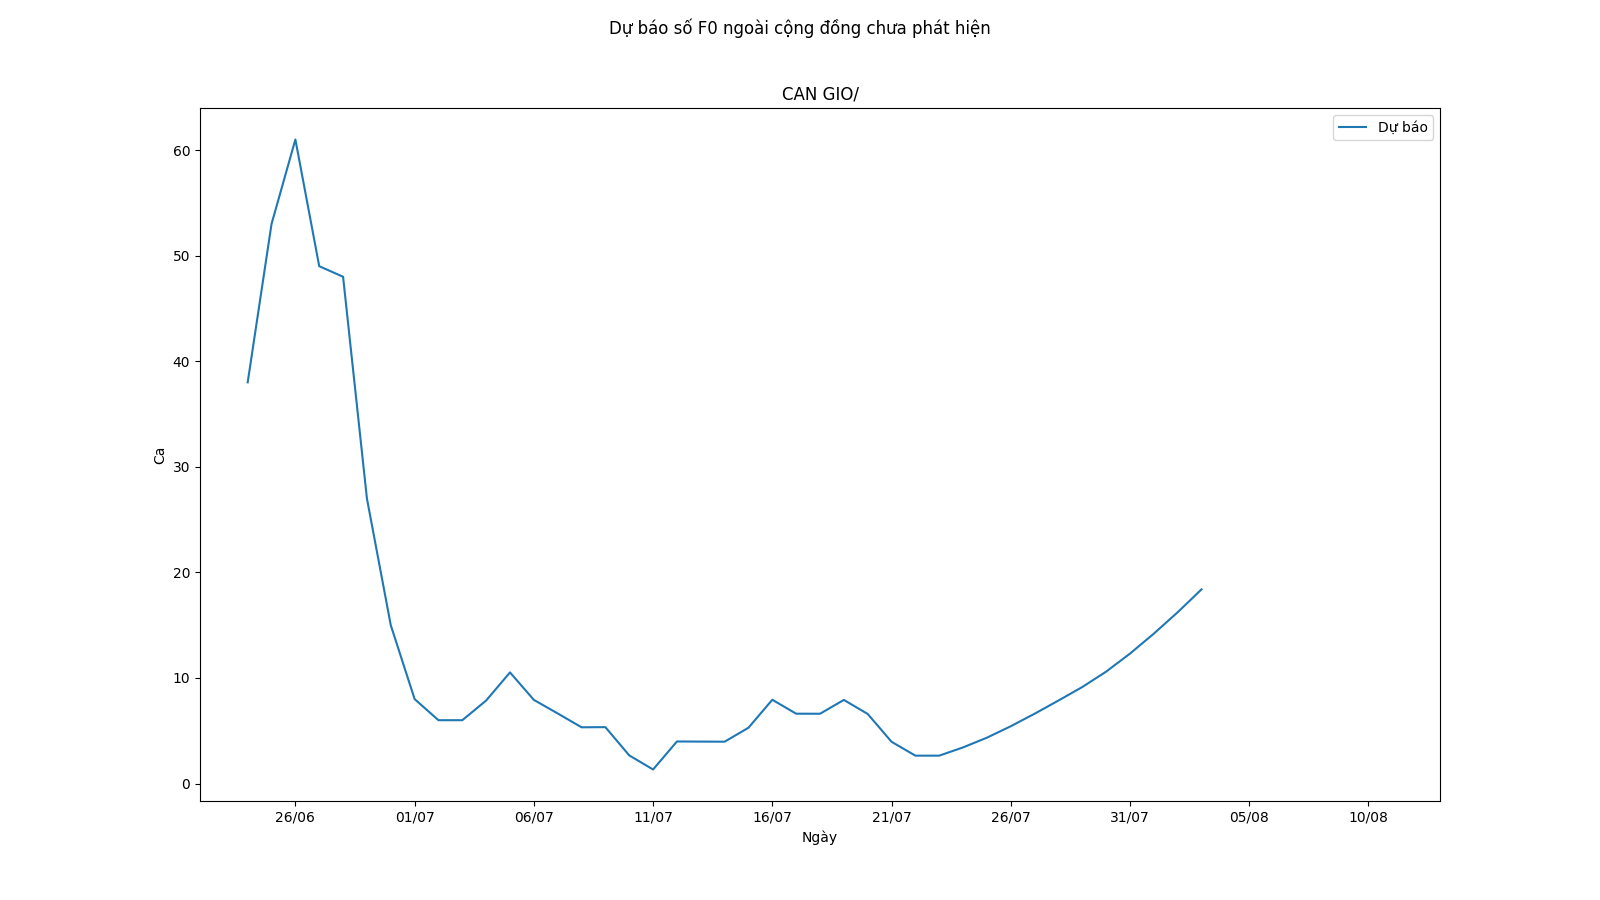 Dự báo số F0 ngoài cộng đồng chưa phát hiện
CAN GIO/
Dự báo
60
50
40
30
20
10
0
Ca
26/06 01/07 06/07 11/07 16/07 21/07 26/07 31/07 05/08 10/08
Ngày